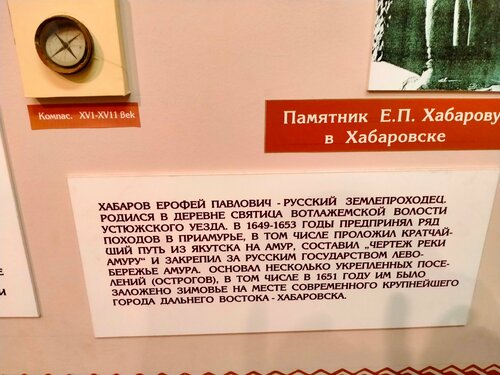 Компас. XVI-XVII век
Памятник Е.П. Хабарову
в Хабаровске
ХАБАРОВ ЕРОФЕЙ ПАВЛОВИЧ - РУССКИЙ ЗЕМЛЕПРОХОДЕЦ.
РОДИЛСЯ В ДЕРЕВНЕ СВЯТИЦА ВОТЛАЖЕМСКОЙ ВОЛОСТИ
УСТЮЖСКОГО УЕЗДА. В 1649-1653 ГОДЫ ПРЕДПРИНЯЛ РЯД
ПОХОДОВ В ПРИАМУРЬЕ, В ТОМ ЧИСЛЕ ПРОЛОЖИЛ КРАТЧАЙ-
ШИЙ ПУТЬ ИЗ ЯКУТСКА НА АМУР, СОСТАВИЛ „ЧЕРТЕЖ РЕКИ
АМУРУ" И ЗАКРЕПИЛ ЗА РУССКИМ ГОСУДАРСТВОМ ЛЕВО-
БЕРЕЖЬЕ АМУРА. ОСНОВАЛ НЕСКОЛЬКО УКРЕПЛЕННЫХ ПОСЕ-
ЛЕНИЙ (ОСТРОГОВ), В ТОМ ЧИСЛЕ В 1651 ГОДУ ИМ БЫЛО
ЗАЛОЖЕНО ЗИМОВЬЕ НА МЕСТЕ СОВРЕМЕННОГО КРУПНЕЙШЕГО
ГОРОДА ДАЛЬНЕГО ВОСТОКА - ХАБАРОВСКА.